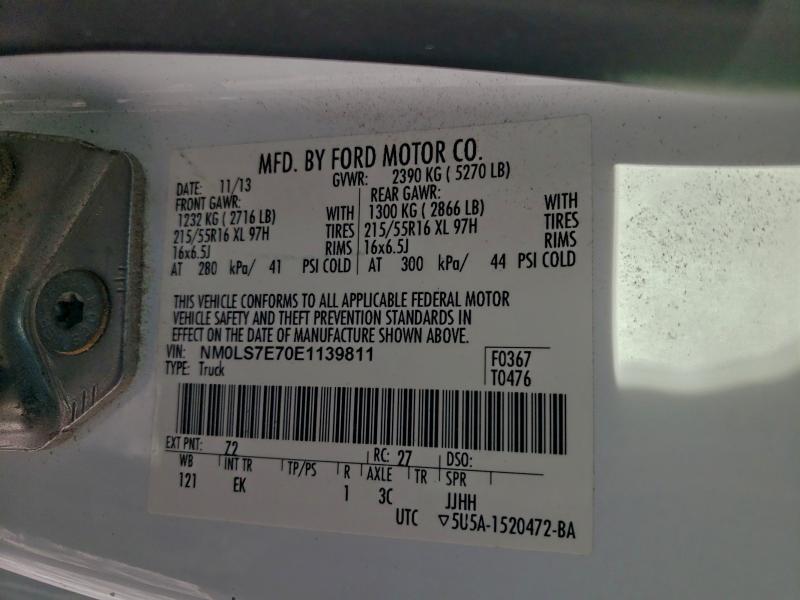 MFD. BY FORD MOTOR CO.
DATE: 11/13 GVWR: 2390 KG ( 5270 LB)
FRONT GAWR: REAR GAWR:
1232 KG ( 2716 LB) WITH 1300 KG ( 2866 LB) WITH
215/55R16 XL 97H TIRES 215/55R16 XL 97H TIRES
16x6.5J RIMS 16x6.5J RIMS
AT 280 kPa/ 41 PSI COLD AT 300 kPa/ 44 PSI COLD
THIS VEHICLE CONFORMS TO ALL APPLICABLE FEDERAL MOTOR
VEHICLE SAFETY AND THEFT PREVENTION STANDARDS IN
EFFECT ON THE DATE OF MANUFACTURE SHOWN ABOVE.
VIN: NM0LS7E70E1139811 F0367
TYPE: Truck T0476
EXT PNT: 72 RC: 27 DSO:
WB INT TR TP/PS R AXLE TR SPR
121 EK 1 3C JJHH
UTC ▽5U5A-1520472-BA